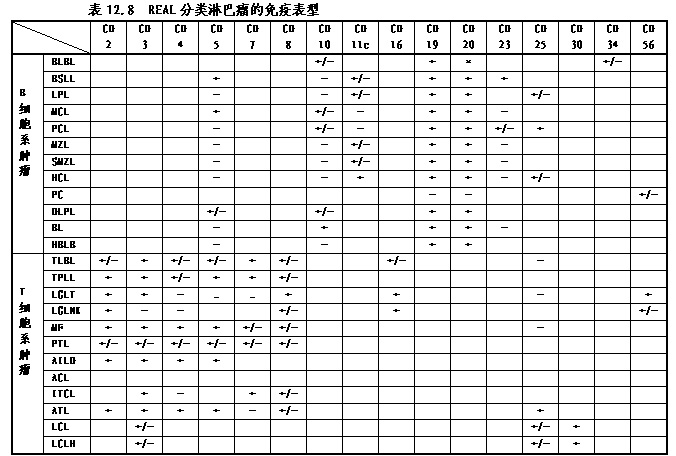 表 12.8 REAL 分类淋巴瘤的免疫表型
CD CD CD CD CD CD CD CD CD CD CD CD CD CD CD CD
2 3 4 5 7 8 10 11c 16 19 20 23 25 30 34 56
B细胞系肿瘤
BLBL +/− + * +/−
BSLL + − +/− + + +
LPL − − +/− + + − +/−
MCL + +/− − + + −
PCL − +/− − + + +/− +
MZL − − +/− + + −
SMZL − − +/− + + −
HCL − − + + + − +/−
PC − − +/−
DLPL +/− +/− + +
BL − + + + −
HBLB − − + +
T细胞系肿瘤
TLBL +/− + +/− +/− + +/− +/− −
TPLL + + +/− + + +/−
LGLT + + − − − + + − +
LGLNK + − − +/− + +/−
MF + + + + +/− +/− −
PTL +/− +/− +/− +/− +/− +/−
AILD + + + +
ACL
ITCL + − + +/−
ATL + + + + − +/− +
LCL +/− +/− +
LCLH +/− +/− +